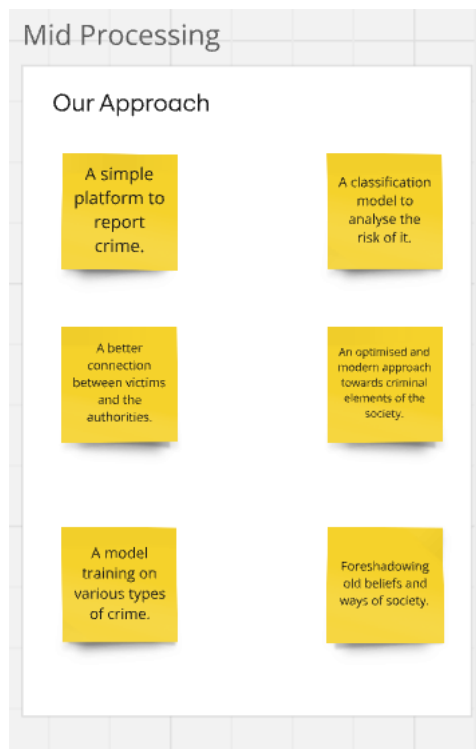 Mid Processing
Our Approach
A simple
platform to
report
crime.
A classification
model to
analyse the
risk of it.
A better
connection
between victims
and the
authorities.
An optimised and
modern approach
towards criminal
elements of the
society.
A model
training on
various types
of crime.
Foreshadowing
old beliefs and
ways of society.